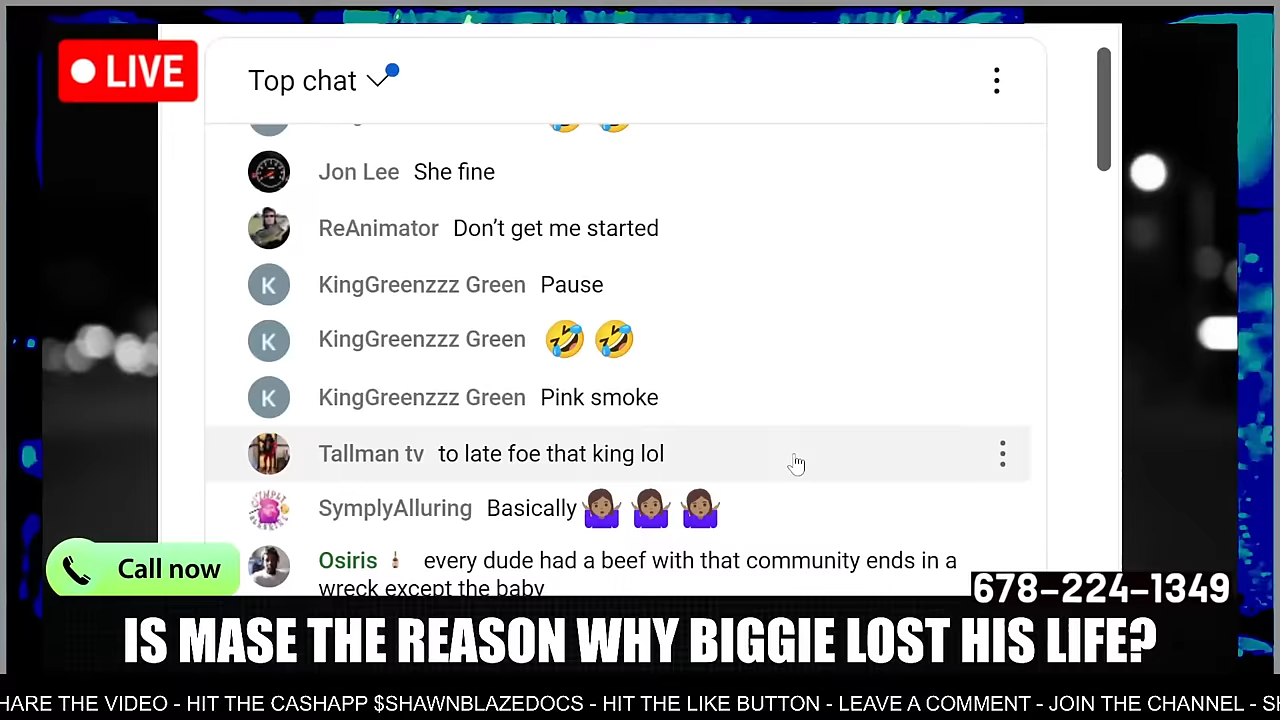 LIVE
Top chat
Jon Lee She fine
ReAnimator Don’t get me started
K KingGreenzzz Green Pause
K KingGreenzzz Green 🤣 🤣
K KingGreenzzz Green Pink smoke
Tallman tv to late foe that king lol
SymplyAlluring Basically 🤷🏽‍♀️ 🤷🏽‍♀️ 🤷🏽‍♀️
Osiris every dude had a beef with that community ends in a
wreck except the baby
Call now
678-224-1349
IS MASE THE REASON WHY BIGGIE LOST HIS LIFE?
HARE THE VIDEO - HIT THE CASHAPP $SHAWNBLAZEDOCS - HIT THE LIKE BUTTON - LEAVE A COMMENT - JOIN THE CHANNEL - S